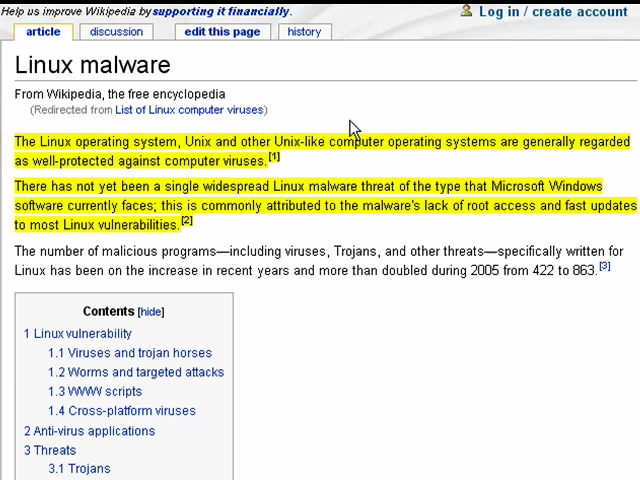 Help us improve Wikipedia by supporting it financially.
Log in / create account
article discussion edit this page history
Linux malware
From Wikipedia, the free encyclopedia
(Redirected from List of Linux computer viruses)
The Linux operating system, Unix and other Unix-like computer operating systems are generally regarded
as well-protected against computer viruses.[1]
There has not yet been a single widespread Linux malware threat of the type that Microsoft Windows
software currently faces; this is commonly attributed to the malware's lack of root access and fast updates
to most Linux vulnerabilities.[2]
The number of malicious programs—including viruses, Trojans, and other threats—specifically written for
Linux has been on the increase in recent years and more than doubled during 2005 from 422 to 863.[3]
Contents [hide]
1 Linux vulnerability
1.1 Viruses and trojan horses
1.2 Worms and targeted attacks
1.3 WWW scripts
1.4 Cross-platform viruses
2 Anti-virus applications
3 Threats
3.1 Trojans